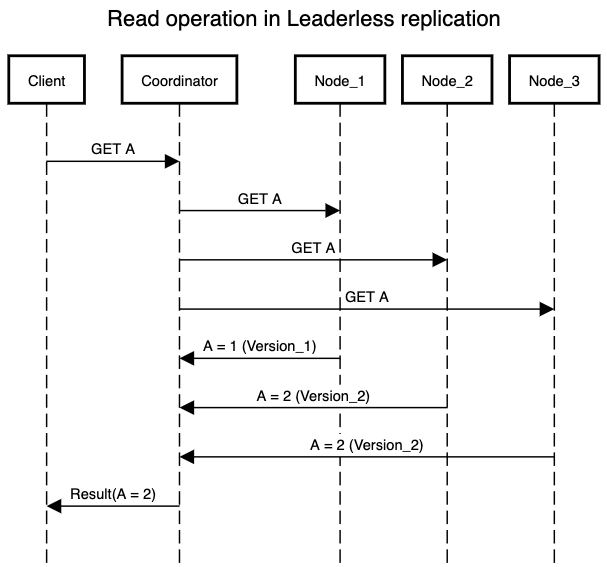 Read operation in Leaderless replication
Client
Coordinator
Node_1
Node_2
Node_3
GET A
GET A
GET A
GET A
A = 1 (Version_1)
A = 2 (Version_2)
A = 2 (Version_2)
Result(A = 2)